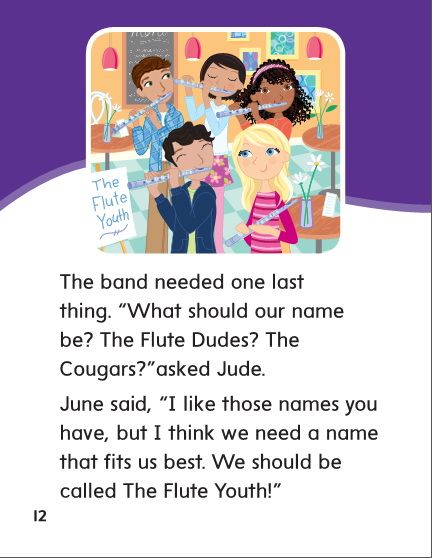 Menu
The
Flute
Youth
The band needed one last
thing. “What should our name
be? The Flute Dudes? The
Cougars?”asked Jude.
June said, “I like those names you
have, but I think we need a name
that fits us best. We should be
called The Flute Youth!”
12